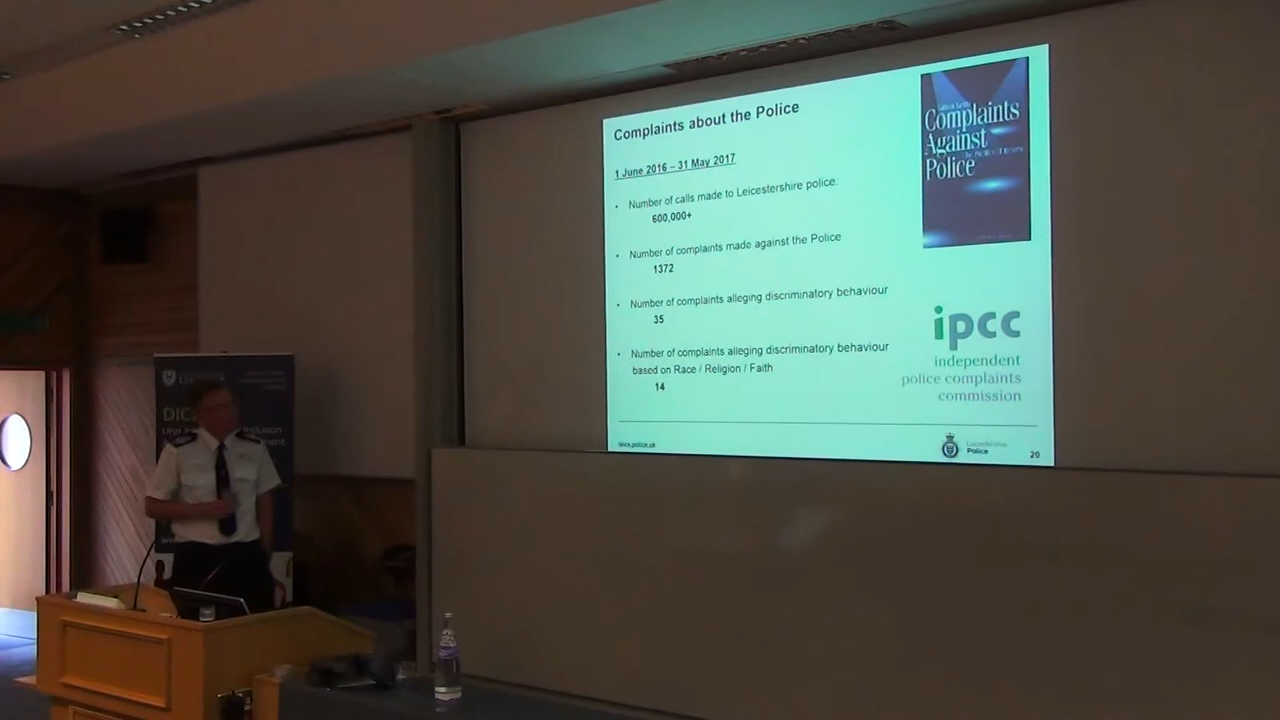 Complaints about the Police
1 June 2016 – 31 May 2017
• Number of calls made to Leicestershire police:
600,000+
• Number of complaints made against the Police
1372
• Number of complaints alleging discriminatory behaviour
35
• Number of complaints alleging discriminatory behaviour
based on Race / Religion / Faith
14
Complaints
Against
Police
ipcc
independent
police complaints
commission
leics.police.uk
Leicestershire
Police
20
DICE